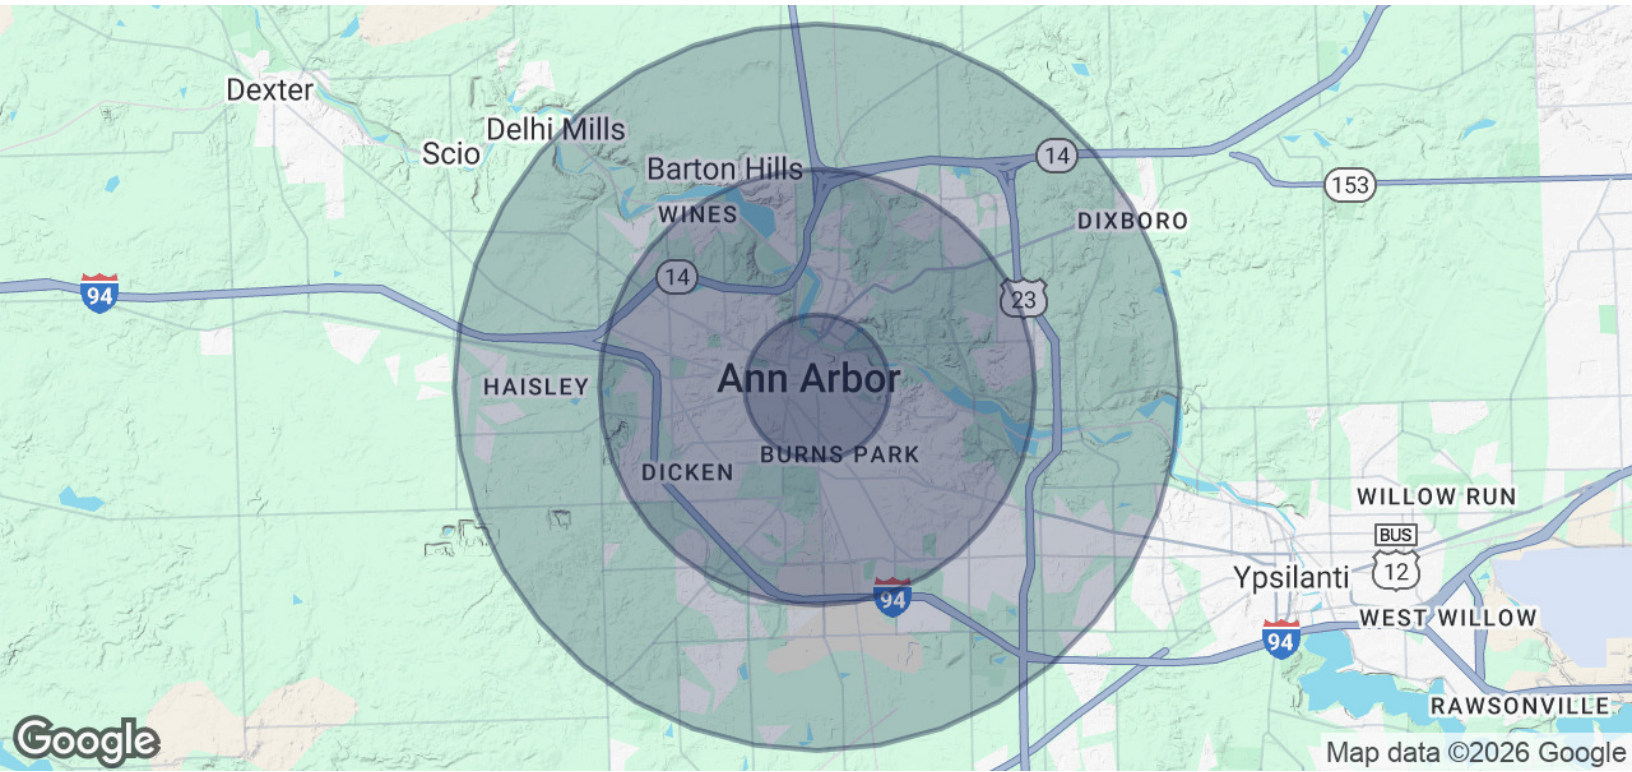 Dexter
Delhi Mills
Scio
14
Barton Hills
153
WINES
DIXBORO
14
94
23
Ann Arbor
HAISLEY
BURNS PARK
DICKEN
WILLOW RUN
BUS
12
Ypsilanti
94
WEST WILLOW
94
RAWSONVILLE
Google
Map data ©2026 Google